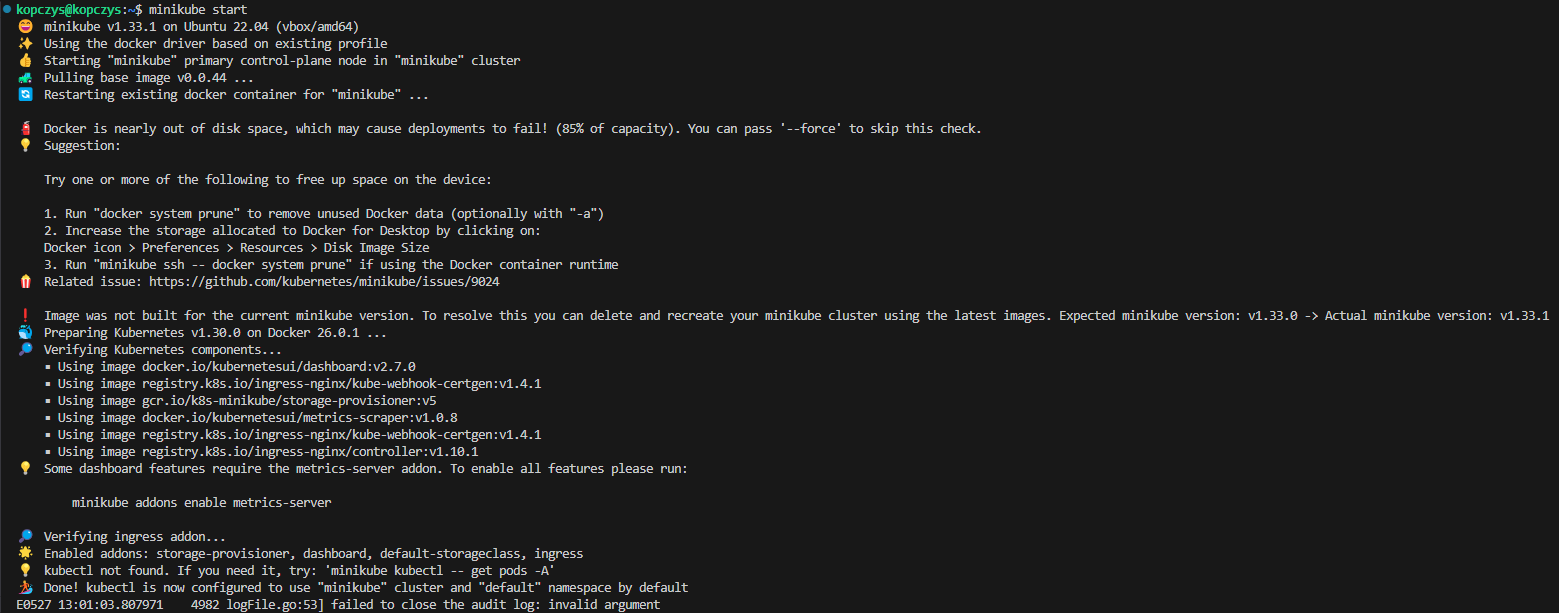 kopczys@kopczys:~$ minikube start
😄 minikube v1.33.1 on Ubuntu 22.04 (vbox/amd64)
✨ Using the docker driver based on existing profile
👍 Starting "minikube" primary control-plane node in "minikube" cluster
🚜 Pulling base image v0.0.44 ...
🔄 Restarting existing docker container for "minikube" ...
🧯 Docker is nearly out of disk space, which may cause deployments to fail! (85% of capacity). You can pass '--force' to skip this check.
💡 Suggestion:
Try one or more of the following to free up space on the device:
1. Run "docker system prune" to remove unused Docker data (optionally with "-a")
2. Increase the storage allocated to Docker for Desktop by clicking on:
Docker icon > Preferences > Resources > Disk Image Size
3. Run "minikube ssh -- docker system prune" if using the Docker container runtime
🍿 Related issue: https://github.com/kubernetes/minikube/issues/9024
❗ Image was not built for the current minikube version. To resolve this you can delete and recreate your minikube cluster using the latest images. Expected minikube version: v1.33.0 -> Actual minikube version: v1.33.1
🐳 Preparing Kubernetes v1.30.0 on Docker 26.0.1 ...
🔎 Verifying Kubernetes components...
▪ Using image docker.io/kubernetesui/dashboard:v2.7.0
▪ Using image registry.k8s.io/ingress-nginx/kube-webhook-certgen:v1.4.1
▪ Using image gcr.io/k8s-minikube/storage-provisioner:v5
▪ Using image docker.io/kubernetesui/metrics-scraper:v1.0.8
▪ Using image registry.k8s.io/ingress-nginx/kube-webhook-certgen:v1.4.1
▪ Using image registry.k8s.io/ingress-nginx/controller:v1.10.1
💡 Some dashboard features require the metrics-server addon. To enable all features please run:
minikube addons enable metrics-server
🔎 Verifying ingress addon...
🌟 Enabled addons: storage-provisioner, dashboard, default-storageclass, ingress
💡 kubectl not found. If you need it, try: 'minikube kubectl -- get pods -A'
🏄 Done! kubectl is now configured to use "minikube" cluster and "default" namespace by default
E0527 13:01:03.807971    4982 logFile.go:53] failed to close the audit log: invalid argument